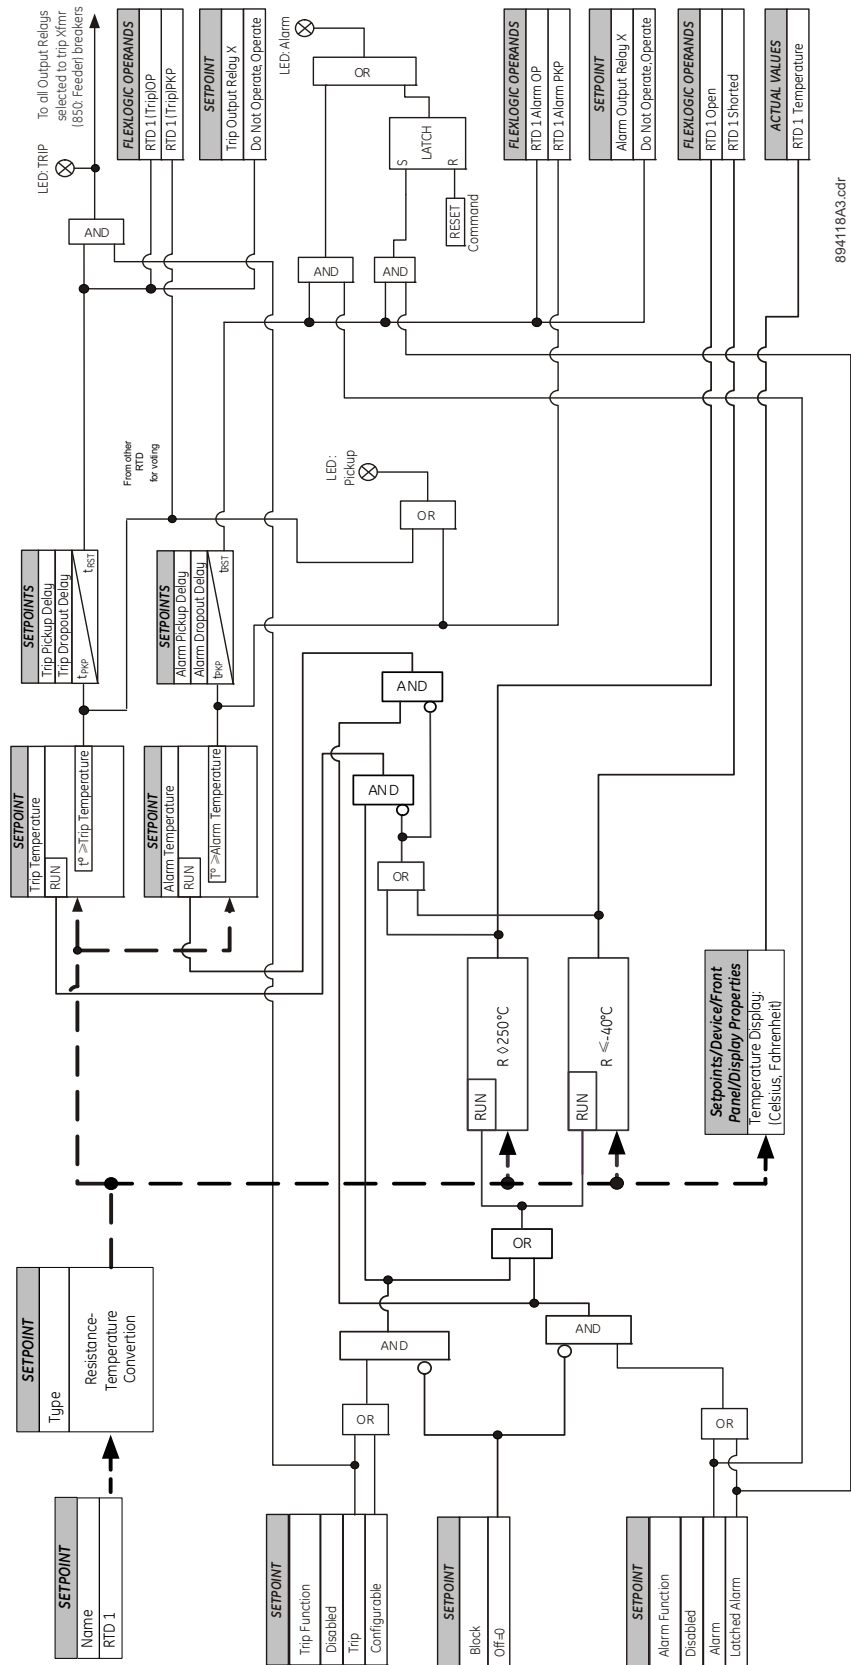 SETPOINT
Name
RTD 1
SETPOINT
Type
Resistance-
Temperature
Convertion
SETPOINT
Trip Function
Disabled
Trip
Configurable
SETPOINT
Block
Off=0
SETPOINT
Alarm Function
Disabled
Alarm
Latched Alarm
OR
AND
OR
AND
OR
SETPOINT
Trip Temperature
RUN
t° ≥Trip Temperature
SETPOINT
Alarm Temperature
RUN
T° ≥Alarm Temperature
AND
AND
OR
RUN
R ◊250°C
RUN
R ≤-40°C
Setpoints/Device/Front
Panel/Display Properties
Temperature Display:
(Celsius, Fahrenheit)
SETPOINTS
Trip Pickup Delay
Trip Dropout Delay
tPKP
tRST
SETPOINTS
Alarm Pickup Delay
Alarm Dropout Delay
tPKP
tRST
From other
RTD
for voting
LED:
Pickup
OR
AND
LED: TRIP
To all Output Relays
selected to trip Xfmr
(850: Feeder) breakers
FLEXLOGIC OPERANDS
RTD 1 (Trip)OP
RTD 1 (Trip)PKP
SETPOINT
Trip Output Relay X
Do Not Operate, Operate
LED: Alarm
OR
AND
AND
S
LATCH
R
RESET
Command
FLEXLOGIC OPERANDS
RTD 1 Alarm OP
RTD 1 Alarm PKP
SETPOINT
Alarm Output Relay X
Do Not Operate, Operate
FLEXLOGIC OPERANDS
RTD 1 Open
RTD 1 Shorted
ACTUAL VALUES
RTD 1 Temperature
894118A3.cdr